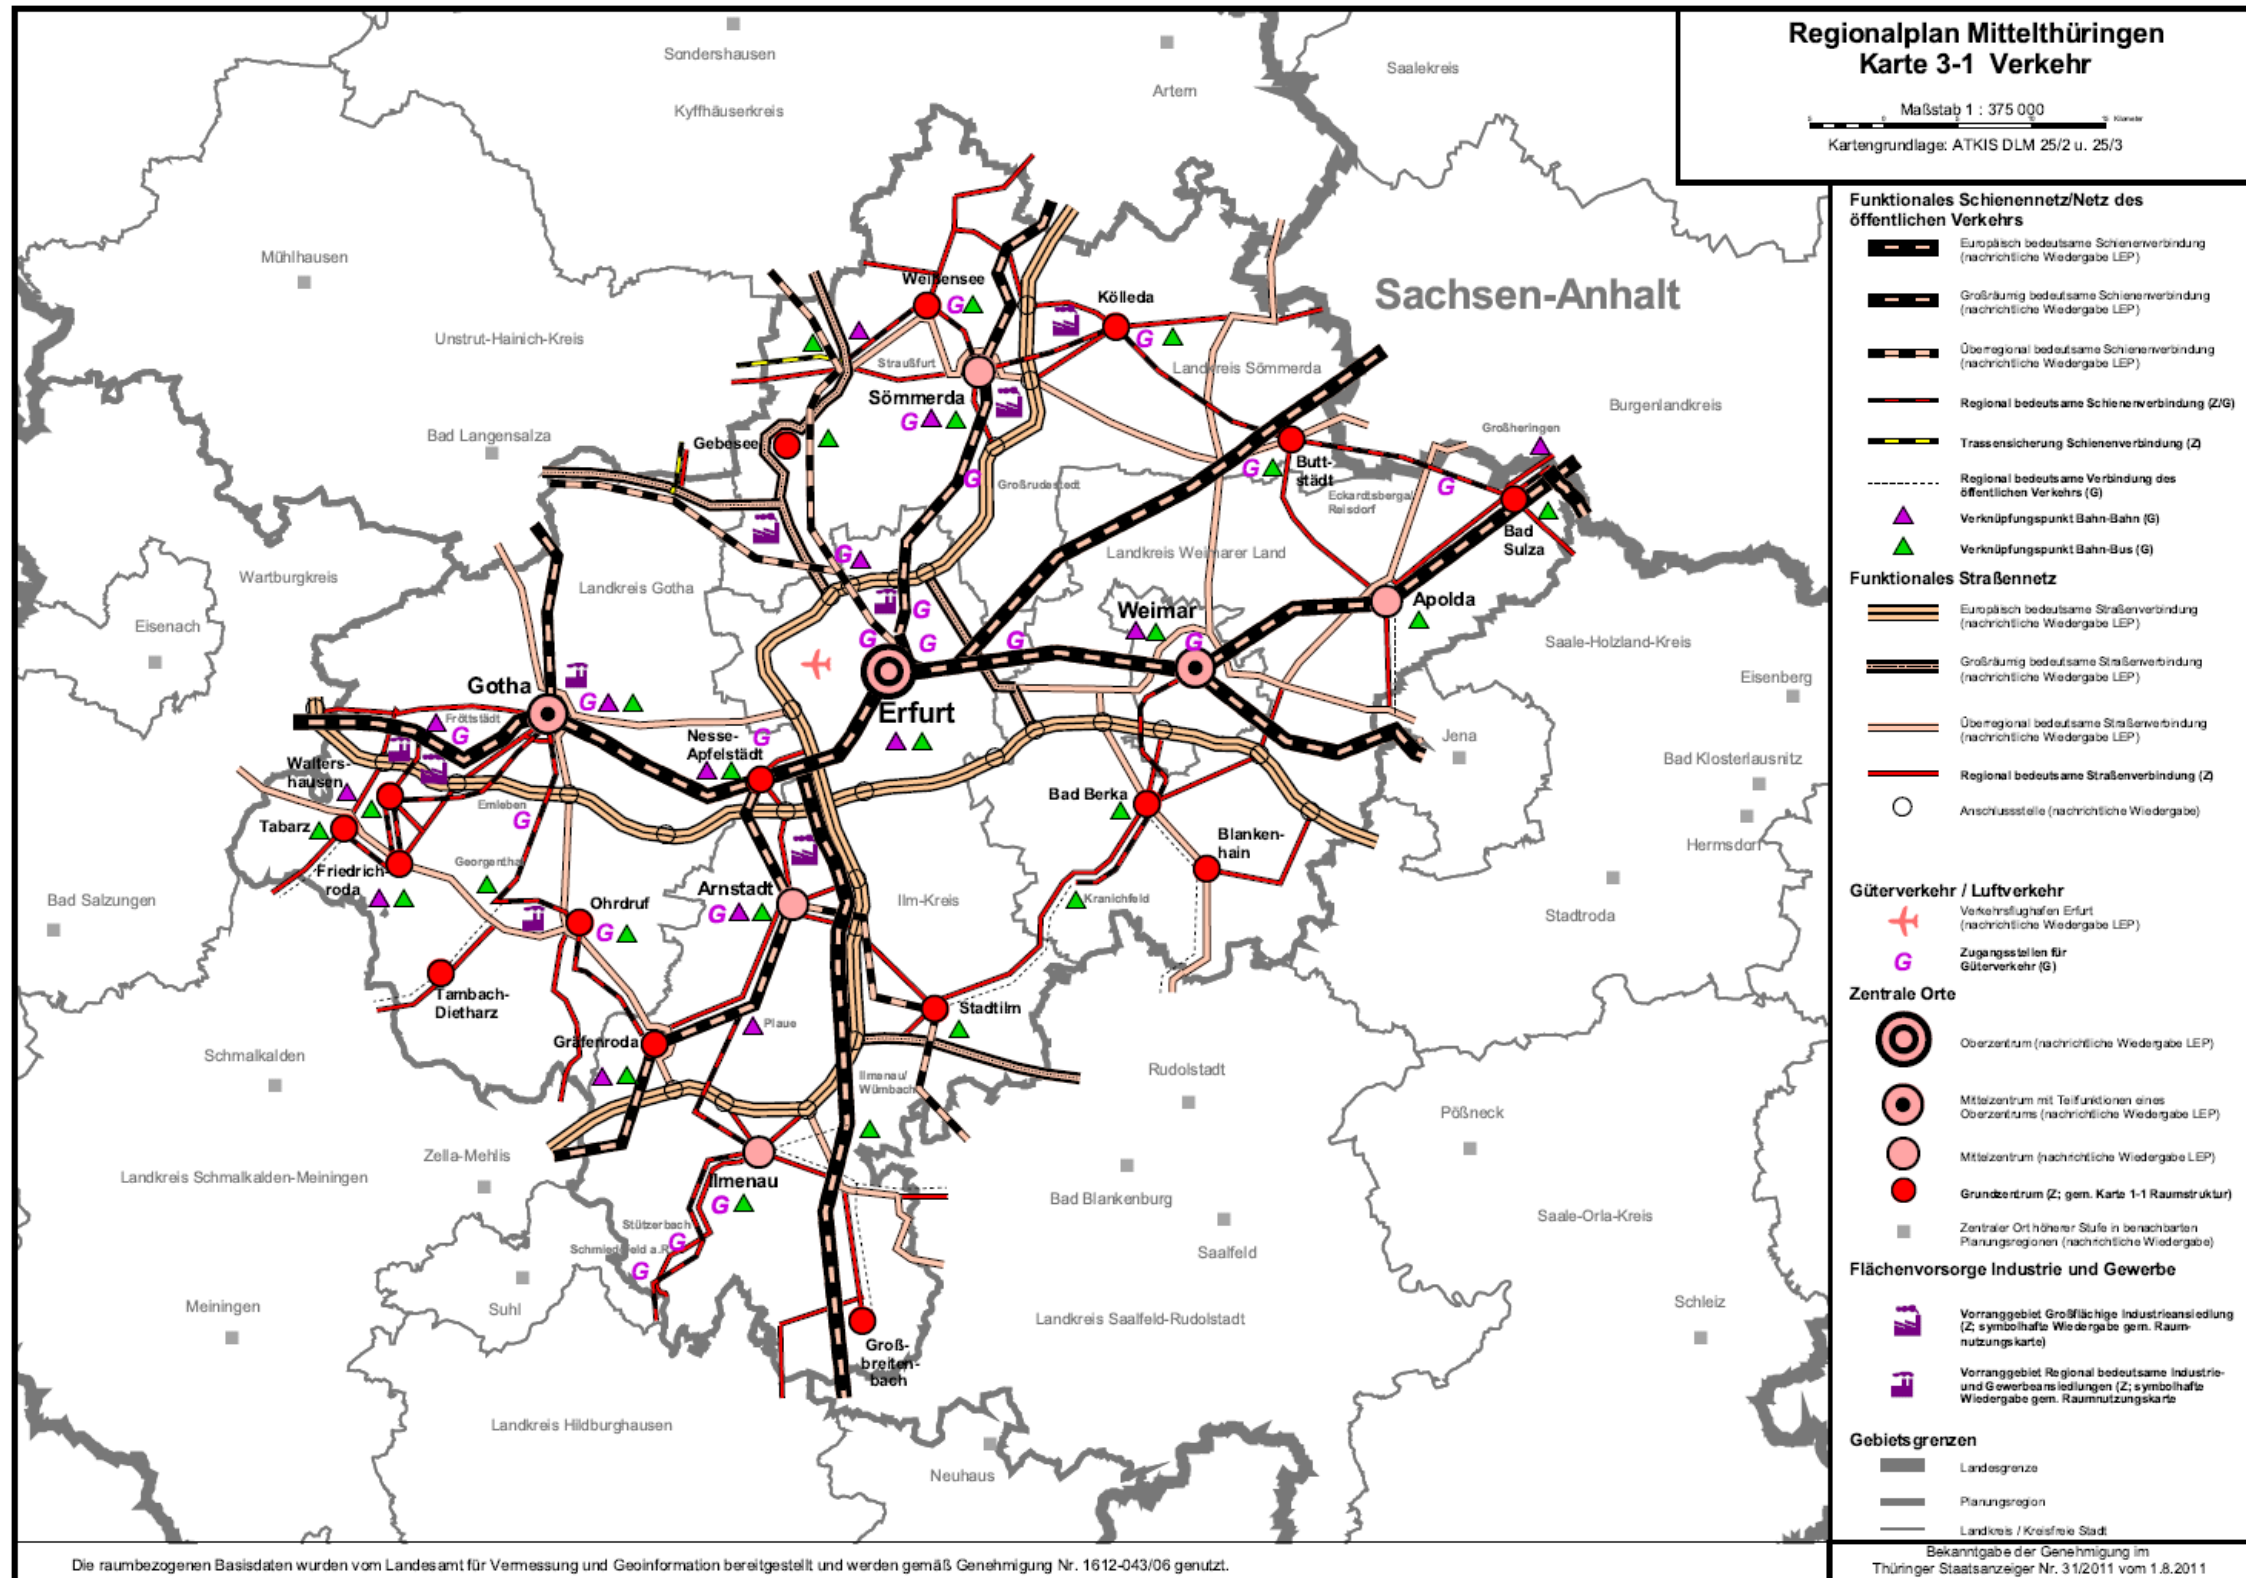 Regionalplan Mittelthüringen
Karte 3-1 Verkehr
Maßstab 1 : 375 000
Kilometer
Kartengrundlage: ATKIS DLM 25/2 u. 25/3
Funktionales Schienennetz/Netz des
öffentlichen Verkehrs
Europäisch bedeutsame Schienenverbindung
(nachrichtliche Wiedergabe LEP)
Großräumig bedeutsame Schienenverbindung
(nachrichtliche Wiedergabe LEP)
Überregional bedeutsame Schienenverbindung
(nachrichtliche Wiedergabe LEP)
Regional bedeutsame Schienenverbindung (Z/G)
Trassensicherung Schienenverbindung (Z)
Regional bedeutsame Verbindung des
öffentlichen Verkehrs (G)
Verknüpfungspunkt Bahn-Bahn (G)
Verknüpfungspunkt Bahn-Bus (G)
Funktionales Straßennetz
Europäisch bedeutsame Straßenverbindung
(nachrichtliche Wiedergabe LEP)
Großräumig bedeutsame Straßenverbindung
(nachrichtliche Wiedergabe LEP)
Überregional bedeutsame Straßenverbindung
(nachrichtliche Wiedergabe LEP)
Regional bedeutsame Straßenverbindung (Z)
Anschlussstelle (nachrichtliche Wiedergabe)
Güterverkehr / Luftverkehr
Verkehrsflughafen Erfurt
(nachrichtliche Wiedergabe LEP)
G
Zugangsstellen für
Güterverkehr (G)
Zentrale Orte
Oberzentrum (nachrichtliche Wiedergabe LEP)
Mittelzentrum mit Teilfunktionen eines
Oberzentrums (nachrichtliche Wiedergabe LEP)
Mittelzentrum (nachrichtliche Wiedergabe LEP)
Grundzentrum (Z; gem. Karte 1-1 Raumstruktur)
Zentraler Ort höherer Stufe in benachbarten
Planungsregionen (nachrichtliche Wiedergabe)
Flächenvorsorge Industrie und Gewerbe
Vorranggebiet Großflächige Industrieansiedlung
(Z; symbolhafte Wiedergabe gem. Raum-
nutzungskarte)
Vorranggebiet Regional bedeutsame Industrie-
und Gewerbeansiedlungen (Z; symbolhafte
Wiedergabe gem. Raumnutzungskarte
Gebietsgrenzen
Landesgrenze
Planungsregion
Landkreis / Kreisfreie Stadt
Bekanntgabe der Genehmigung im
Thüringer Staatsanzeiger Nr. 31/2011 vom 1.8.2011
Sondershausen
Kyffhäuserkreis
Artern
Saalekreis
Mühlhausen
Unstrut-Hainich-Kreis
Weißensee
G
Kölleda
G
Sachsen-Anhalt
Straußfurt
Landkreis Sömmerda
Sömmerda
G
Burgenlandkreis
Bad Langensalza
Gebesee
Großheringen
G
Großrudestedt
G
Butt-
städt
Eckardtsberga/
Reisdorf
G
Bad
Sulza
Wartburgkreis
Landkreis Gotha
G
Landkreis Weimarer Land
Eisenach
G
G
G
G
Weimar
G
Apolda
Saale-Holzland-Kreis
Eisenberg
Gotha
G
Erfurt
Fröttstädt
G
Nesse-
Apfelstädt
G
Jena
Bad Klosterlausnitz
Walters-
hausen
Emleben
G
Bad Berka
Tabarz
Blanken-
hain
Hermsdorf
Friedrich-
roda
Georgenthal
Arnstadt
G
Ilm-Kreis
Kranichfeld
Bad Salzungen
Ohrdruf
G
Stadtroda
Tambach-
Dietharz
Stadtilm
Plaue
Gräfenroda
Schmalkalden
Ilmenau/
Wümbach
Rudolstadt
Pößneck
Zella-Mehlis
Landkreis Schmalkalden-Meiningen
Ilmenau
G
Bad Blankenburg
Stützerbach
G
Schmiedefeld a.R.
G
Saale-Orla-Kreis
Saalfeld
Meiningen
Suhl
Landkreis Saalfeld-Rudolstadt
Schleiz
Groß-
breiten-
bach
Landkreis Hildburghausen
Neuhaus
Die raumbezogenen Basisdaten wurden vom Landesamt für Vermessung und Geoinformation bereitgestellt und werden gemäß Genehmigung Nr. 1612-043/06 genutzt.